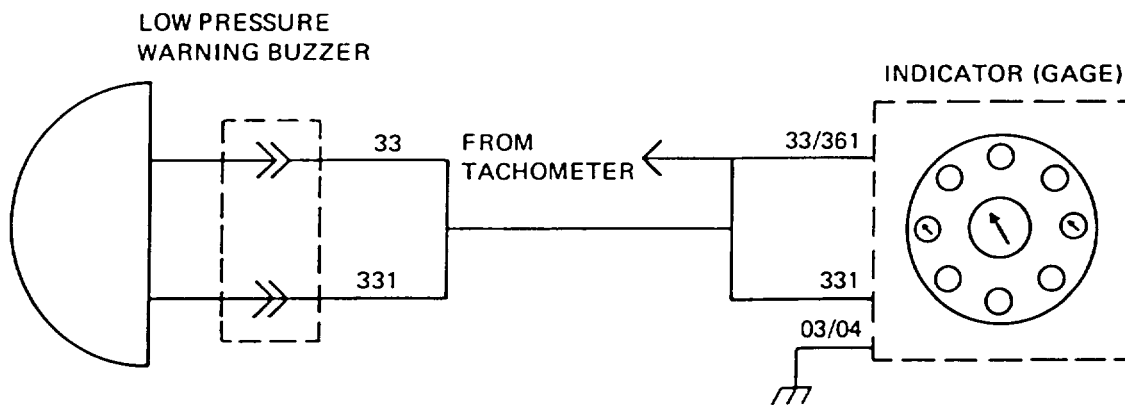 LOW PRESSURE
WARNING BUZZER
INDICATOR (GAGE)
33
FROM
TACHOMETER
33/361
331
331
03/04